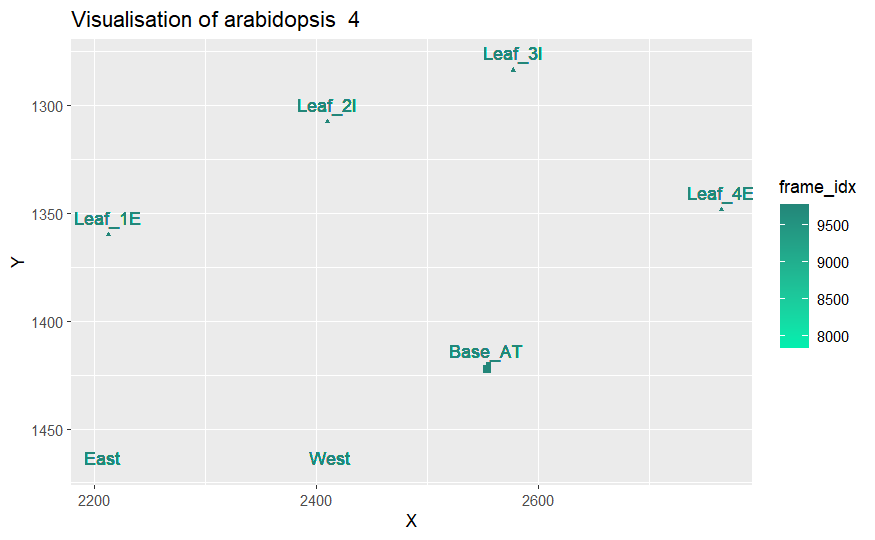 Visualisation of arabidopsis  4
Leaf_3I
Leaf_2I
Leaf_4E
Leaf_1E
Base_AT
East
West
1300
1350
1400
1450
Y
2200
2400
2600
X
frame_idx
9500
9000
8500
8000